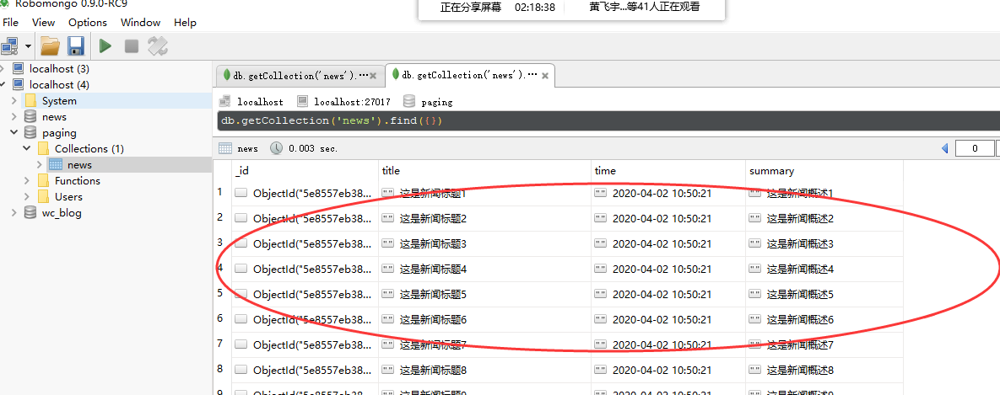 Robomongo 0.9.0-RC9
正在分享屏幕 02:18:38 黄飞宇...等41人正在观看
File View Options Window Help
localhost (3)
localhost (4)
System
news
paging
Collections (1)
news
Functions
Users
wc_blog
db.getCollection('news').··· db.getCollection('news').···
localhost localhost:27017 paging
db.getCollection('news').find({})
news 0.003 sec. 0
_id title time summary
1 ObjectId("5e8557eb38... 这是新闻标题1 2020-04-02 10:50:21 这是新闻概述1
2 ObjectId("5e8557eb38... 这是新闻标题2 2020-04-02 10:50:21 这是新闻概述2
3 ObjectId("5e8557eb38... 这是新闻标题3 2020-04-02 10:50:21 这是新闻概述3
4 ObjectId("5e8557eb38... 这是新闻标题4 2020-04-02 10:50:21 这是新闻概述4
5 ObjectId("5e8557eb38... 这是新闻标题5 2020-04-02 10:50:21 这是新闻概述5
6 ObjectId("5e8557eb38... 这是新闻标题6 2020-04-02 10:50:21 这是新闻概述6
7 ObjectId("5e8557eb38... 这是新闻标题7 2020-04-02 10:50:21 这是新闻概述7
8 ObjectId("5e8557eb38... 这是新闻标题8 2020-04-02 10:50:21 这是新闻概述8